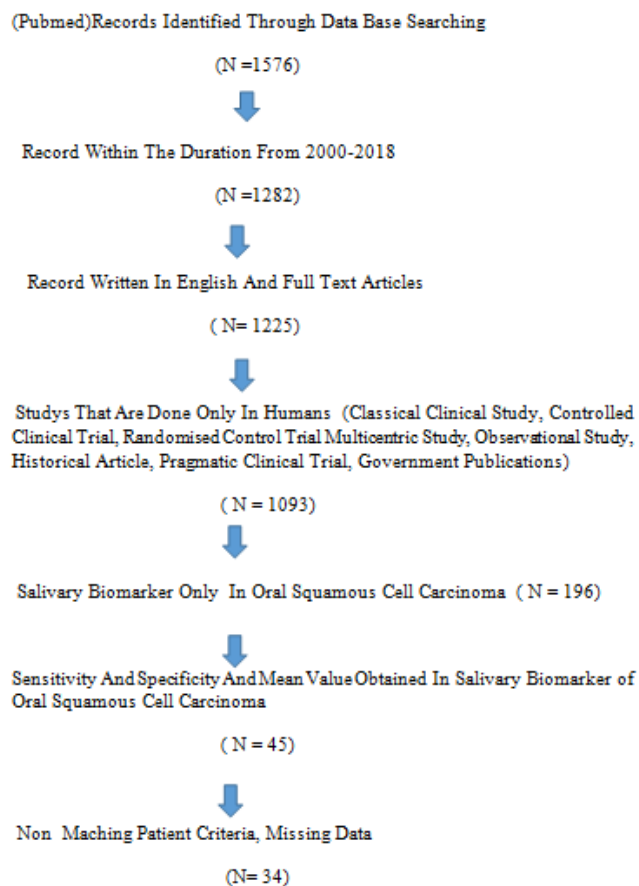 (Pubmed)Records Identified Through Data Base Searching
(N =1576)
Record Within The Duration From 2000-2018
(N =1282)
Record Written In English And Full Text Articles
( N= 1225)
Studys That Are Done Only In Humans (Classical Clinical Study, Controlled
Clinical Trial, Randomised Control Trial Multicentric Study, Observational Study,
Historical Article, Pragmatic Clinical Trial, Government Publications)
( N = 1093)
Salivary Biomarker Only In Oral Squamous Cell Carcinoma ( N = 196)
Sensitivity And Specificity And Mean Value Obtained In Salivary Biomarker of
Oral Squamous Cell Carcinoma
( N = 45)
Non Maching Patient Criteria, Missing Data
(N= 34)